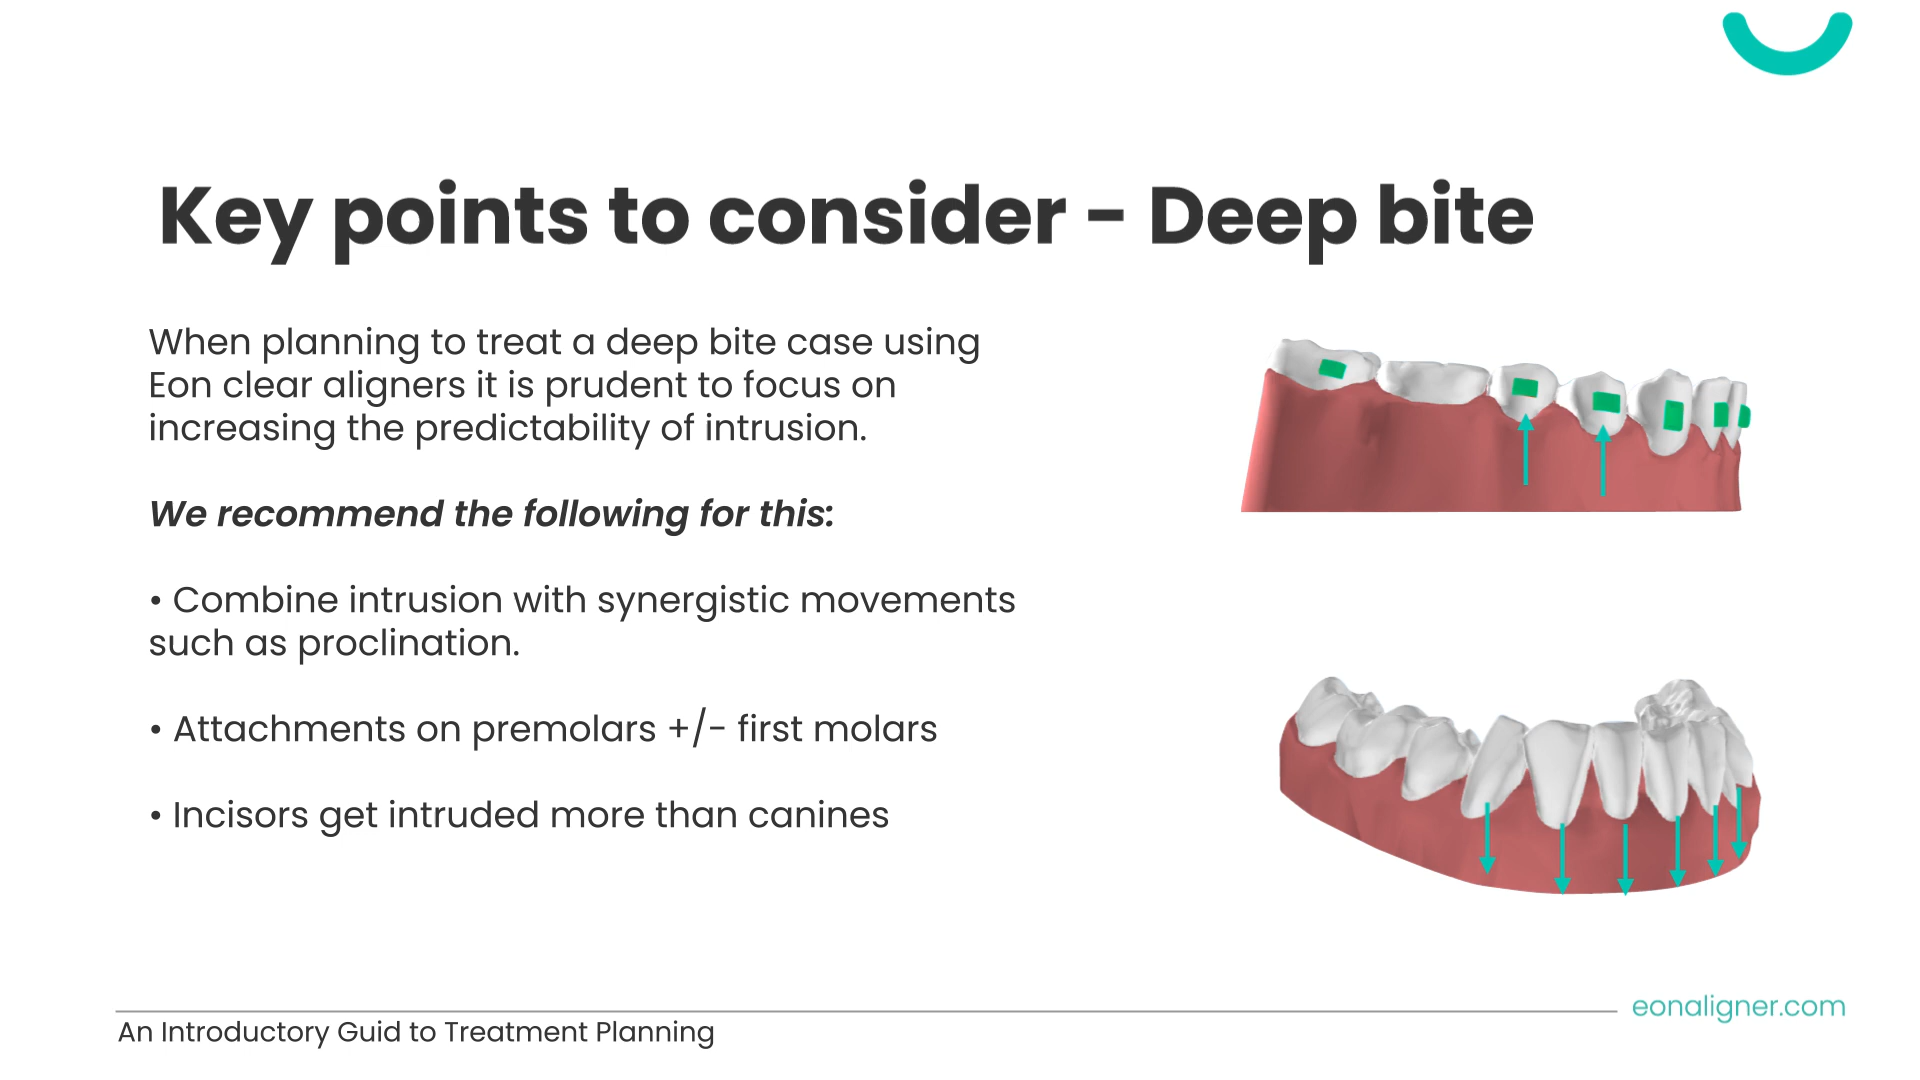 Key points to consider - Deep bite
When planning to treat a deep bite case using
Eon clear aligners it is prudent to focus on
increasing the predictability of intrusion.
We recommend the following for this:
• Combine intrusion with synergistic movements
such as proclination.
• Attachments on premolars +/- first molars
• Incisors get intruded more than canines
eonaligner.com
An Introductory Guid to Treatment Planning